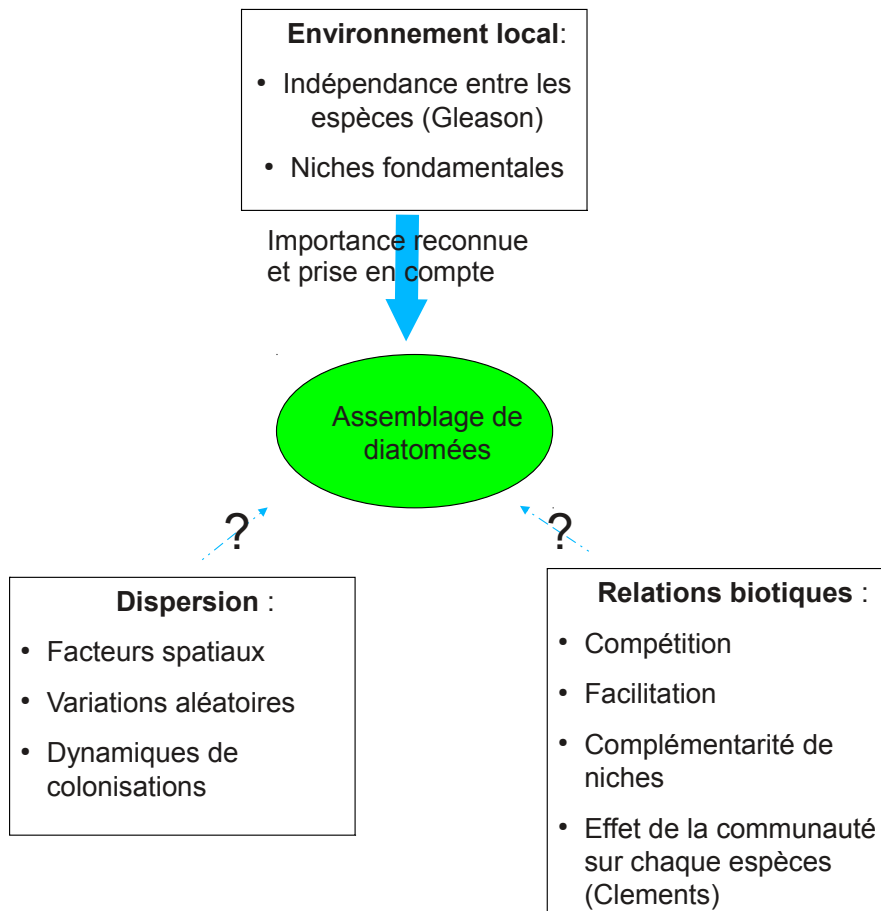 Environnement local:
• Indépendance entre les
espèces (Gleason)
• Niches fondamentales
Importance reconnue
et prise en compte
Assemblage de
diatomées
?
?
Dispersion :
• Facteurs spatiaux
• Variations aléatoires
• Dynamiques de
colonisations
Relations biotiques :
• Compétition
• Facilitation
• Complémentarité de
niches
• Effet de la communauté
sur chaque espèces
(Clements)